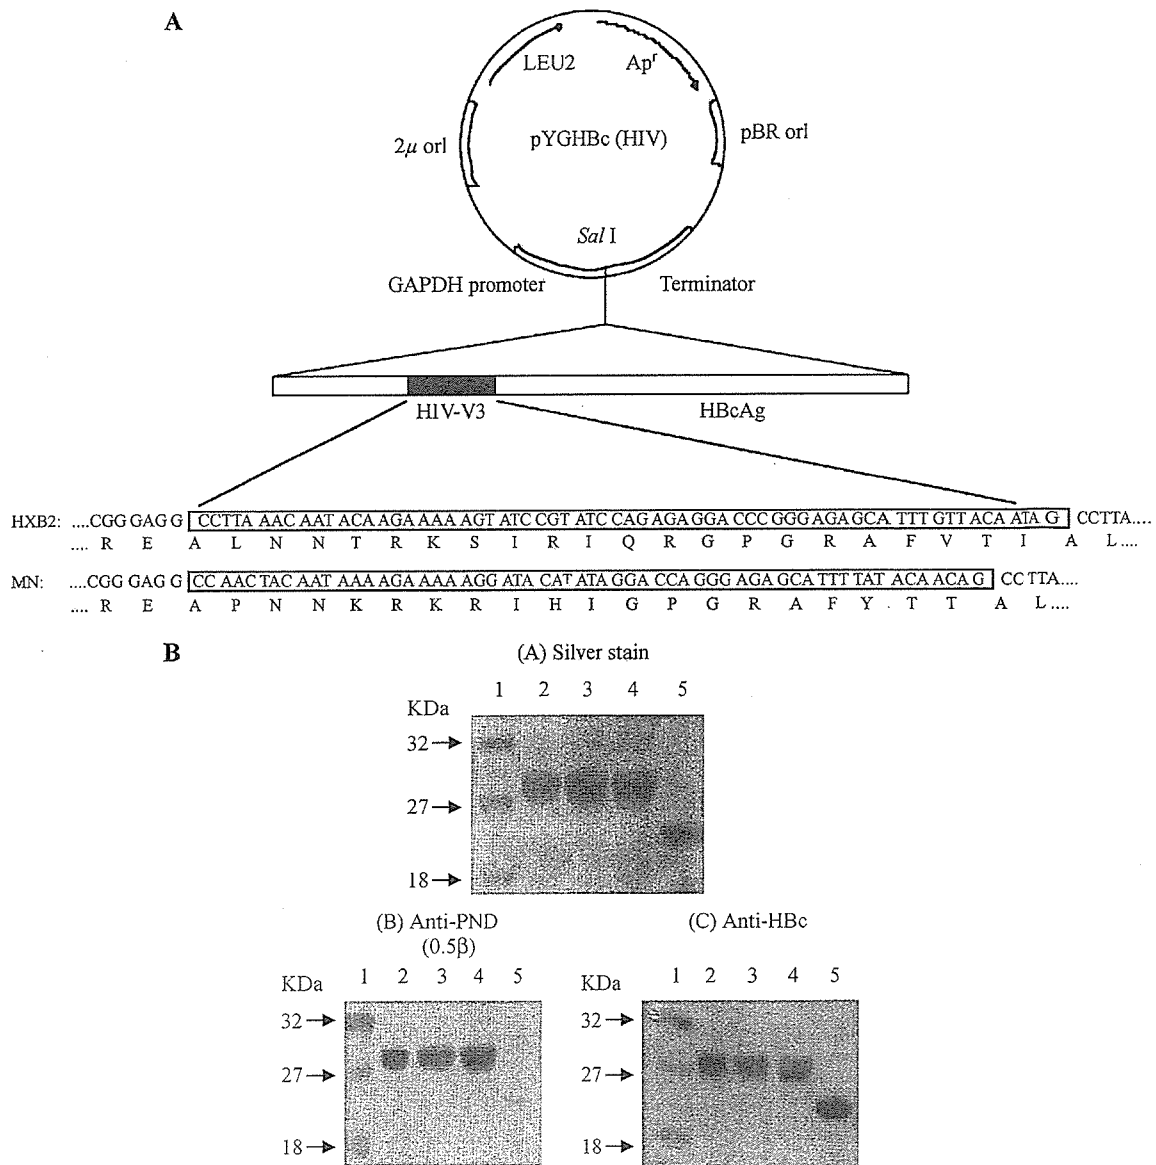 A
LEU2
Apʳ
2μ orl
pYGHBc (HIV)
pBR orl
Sal I
GAPDH promoter
Terminator
HIV-V3
HBcAg
HXB2: ....CGG GAG G CCTTA AAC AAT ACA AGA AAA AGT ATC CGT ATC CAG AGA GGA CCC GGG AGA GCA TTT GTT ACA ATA G CCTTA....
.... R E A L N N T R K S I R I Q R G P G R A F V T I A L....
MN: ....CGG GAG G CC AAC TAC AAT AAA AGA AAA AGG ATA CAT ATA GGA CCA GGG AGA GCA TTT TAT ACA ACA G CC TTA....
.... R E A P N N K R K R I H I G P G R A F Y . T T A L....
B
(A) Silver stain
1 2 3 4 5
KDa
32
27
18
(B) Anti-PND
(0.5β)
KDa 1 2 3 4 5
32
27
18
(C) Anti-HBc
KDa 1 2 3 4 5
32
27
18